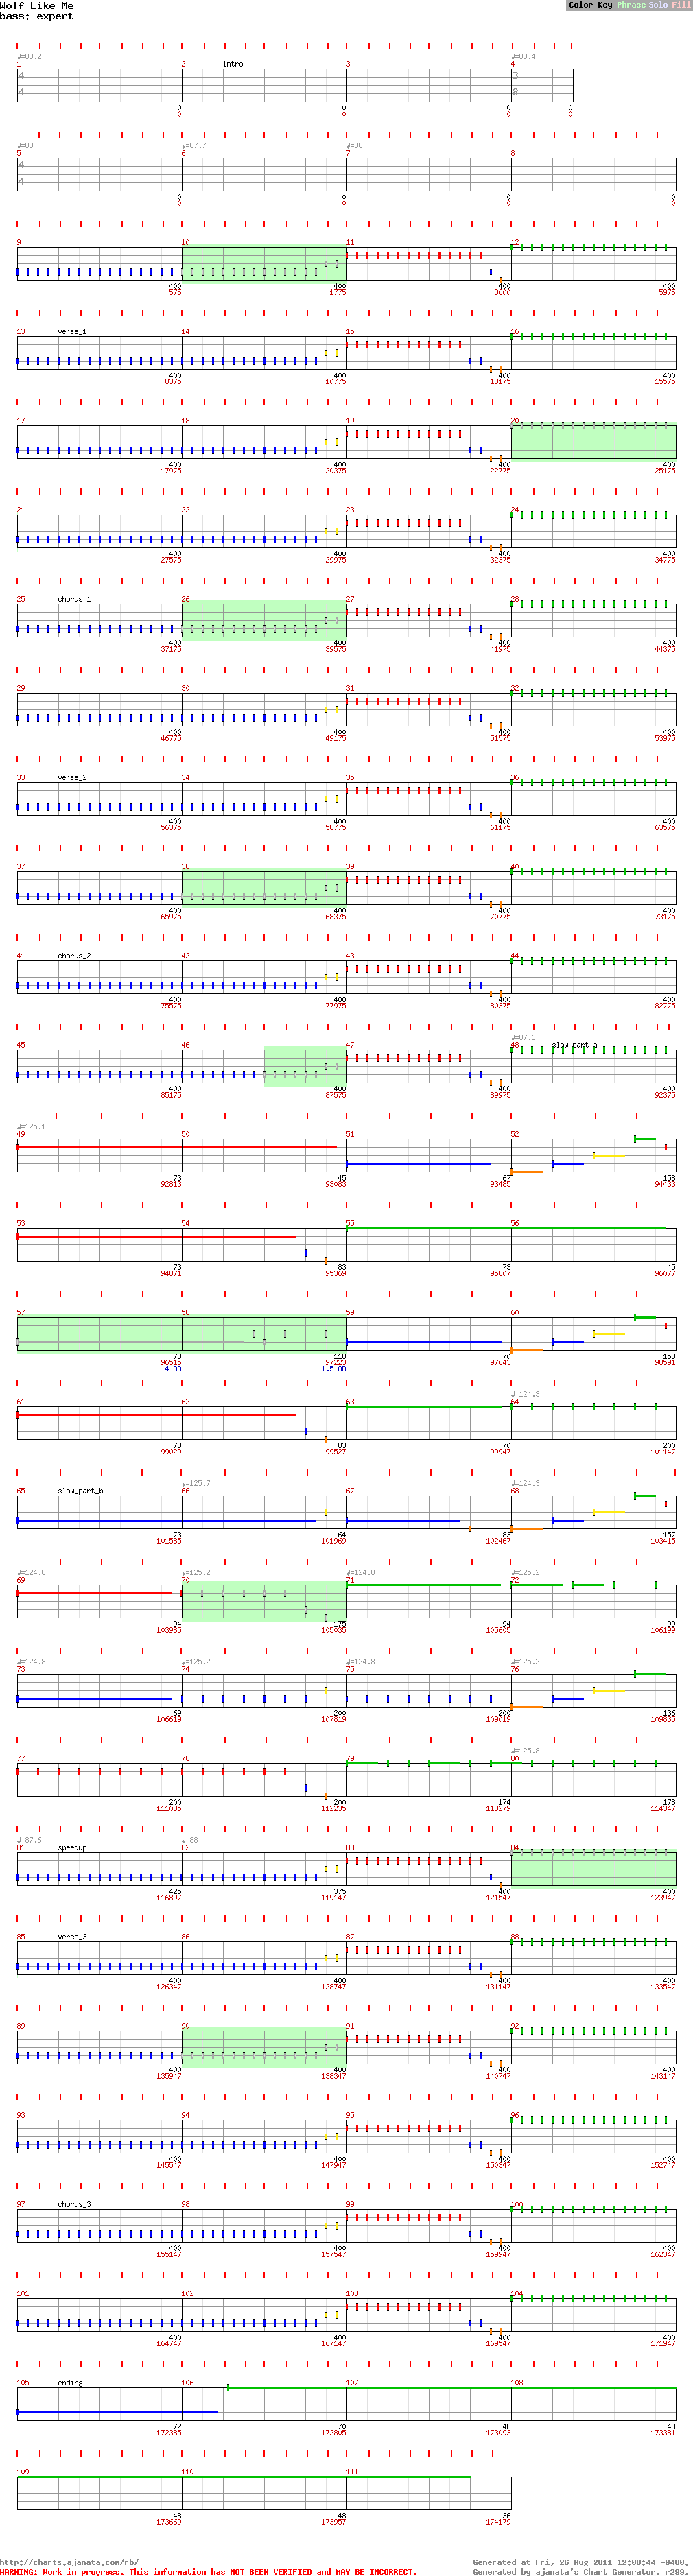 Wolf Like Me
bass: expert
Color Key Phrase Solo Fill
♩=88.2 ♩=83.4
1 2 intro 3 4
4 4 3 8
0 0 0 0
0 0 0 0
♩=88 ♩=87.7 ♩=88
5 6 7 8
4 4
0 0 0 0
0 0 0 0
9 10 11 12
400 400 400 400
575 1775 3600 5975
13 verse_1 14 15 16
400 400 400 400
8375 10775 13175 15575
17 18 19 20
400 400 400 400
17975 20375 22775 25175
21 22 23 24
400 400 400 400
27575 29975 32375 34775
25 chorus_1 26 27 28
400 400 400 400
37175 39575 41975 44375
29 30 31 32
400 400 400 400
46775 49175 51575 53975
33 verse_2 34 35 36
400 400 400 400
56375 58775 61175 63575
37 38 39 40
400 400 400 400
65975 68375 70775 73175
41 chorus_2 42 43 44
400 400 400 400
75575 77975 80375 82775
♩=87.6
45 46 47 48 slow_part_a
400 400 400 400
85175 87575 89975 92375
♩=125.1
49 50 51 52
73 45 67 158
92813 93083 93485 94433
53 54 55 56
73 83 73 45
94871 95369 95807 96077
57 58 59 60
73 118 70 158
96515 97223 97643 98591
4 OD 1.5 OD
♩=124.3
61 62 63 64
73 83 70 200
99029 99527 99947 101147
♩=125.7 ♩=124.3
65 slow_part_b 66 67 68
73 64 83 157
101585 101969 102467 103415
♩=124.8 ♩=125.2 ♩=124.8 ♩=125.2
69 70 71 72
94 175 94 99
103985 105035 105605 106199
♩=124.8 ♩=125.2 ♩=124.8 ♩=125.2
73 74 75 76
69 200 200 136
106619 107819 109019 109835
♩=125.8
77 78 79 80
200 200 174 178
111035 112235 113279 114347
♩=87.6 ♩=88
81 speedup 82 83 84
425 375 400 400
116897 119147 121547 123947
85 verse_3 86 87 88
400 400 400 400
126347 128747 131147 133547
89 90 91 92
400 400 400 400
135947 138347 140747 143147
93 94 95 96
400 400 400 400
145547 147947 150347 152747
97 chorus_3 98 99 100
400 400 400 400
155147 157547 159947 162347
101 102 103 104
400 400 400 400
164747 167147 169547 171947
105 ending 106 107 108
72 70 48 48
172385 172805 173093 173381
109 110 111
48 48 36
173669 173957 174179
http://charts.ajanata.com/rb/
WARNING: Work in progress. This information has NOT BEEN VERIFIED and MAY BE INCORRECT.
Generated at Fri, 26 Aug 2011 12:08:44 -0400.
Generated by ajanata's Chart Generator, r299.